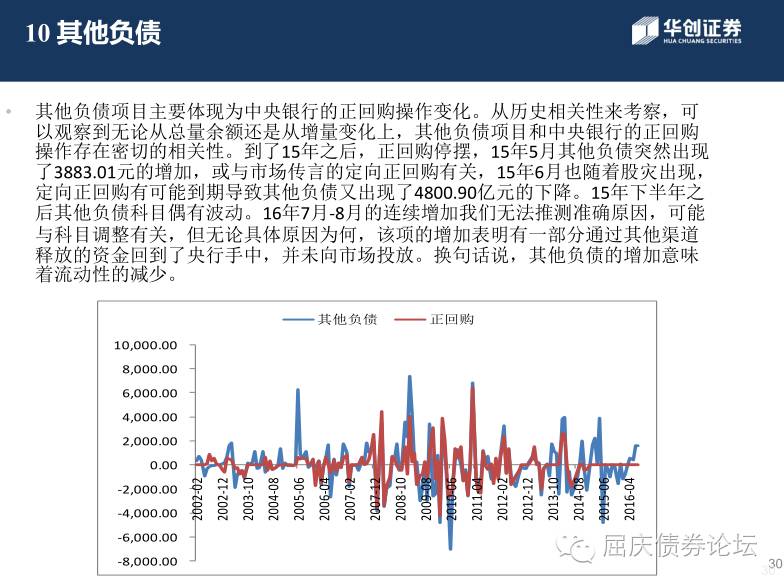 10 其他负债
华创证券
HUA CHUANG SECURITIES
• 其他负债项目主要体现为中央银行的正回购操作变化。从历史相关性来考察，可
以观察到无论从总量余额还是从增量变化上，其他负债项目和中央银行的正回购
操作存在密切的相关性。到了15年之后，正回购停摆，15年5月其他负债突然出现
了3883.01元的增加，或与市场传言的定向正回购有关，15年6月也随着股灾出现，
定向正回购有可能到期导致其他负债又出现了4800.90亿元的下降。15年下半年之
后其他负债科目偶有波动。16年7月-8月的连续增加我们无法推测准确原因，可能
与科目调整有关，但无论具体原因为何，该项的增加表明有一部分通过其他渠道
释放的资金回到了央行手中，并未向市场投放。换句话说，其他负债的增加意味
着流动性的减少。
其他负债 正回购
10,000.00
8,000.00
6,000.00
4,000.00
2,000.00
0.00
-2,000.00
-4,000.00
-6,000.00
-8,000.00
2002-02 2002-12 2003-10 2004-08 2005-06 2006-04 2007-02 2007-12 2008-10 2009-08 2010-06 2011-04 2012-02 2012-12 2013-10 2014-08 2015-06 2016-04
屈庆债券论坛
30